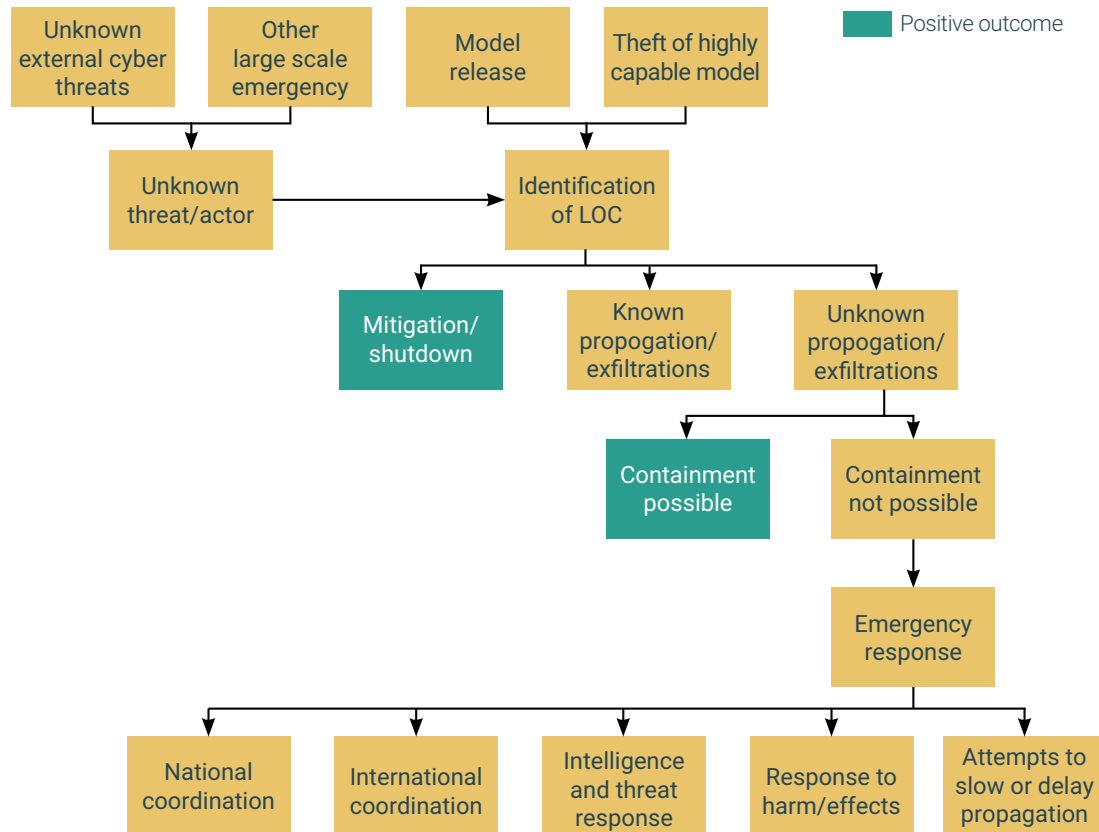 Unknown
external cyber
threats
Other
large scale
emergency
Model
release
Theft of highly
capable model
Positive outcome
Unknown
threat/actor
Identification
of LOC
Mitigation/
shutdown
Known
propogation/
exfiltrations
Unknown
propogation/
exfiltrations
Containment
possible
Containment
not possible
Emergency
response
National
coordination
International
coordination
Intelligence
and threat
response
Response to
harm/effects
Attempts to
slow or delay
propagation